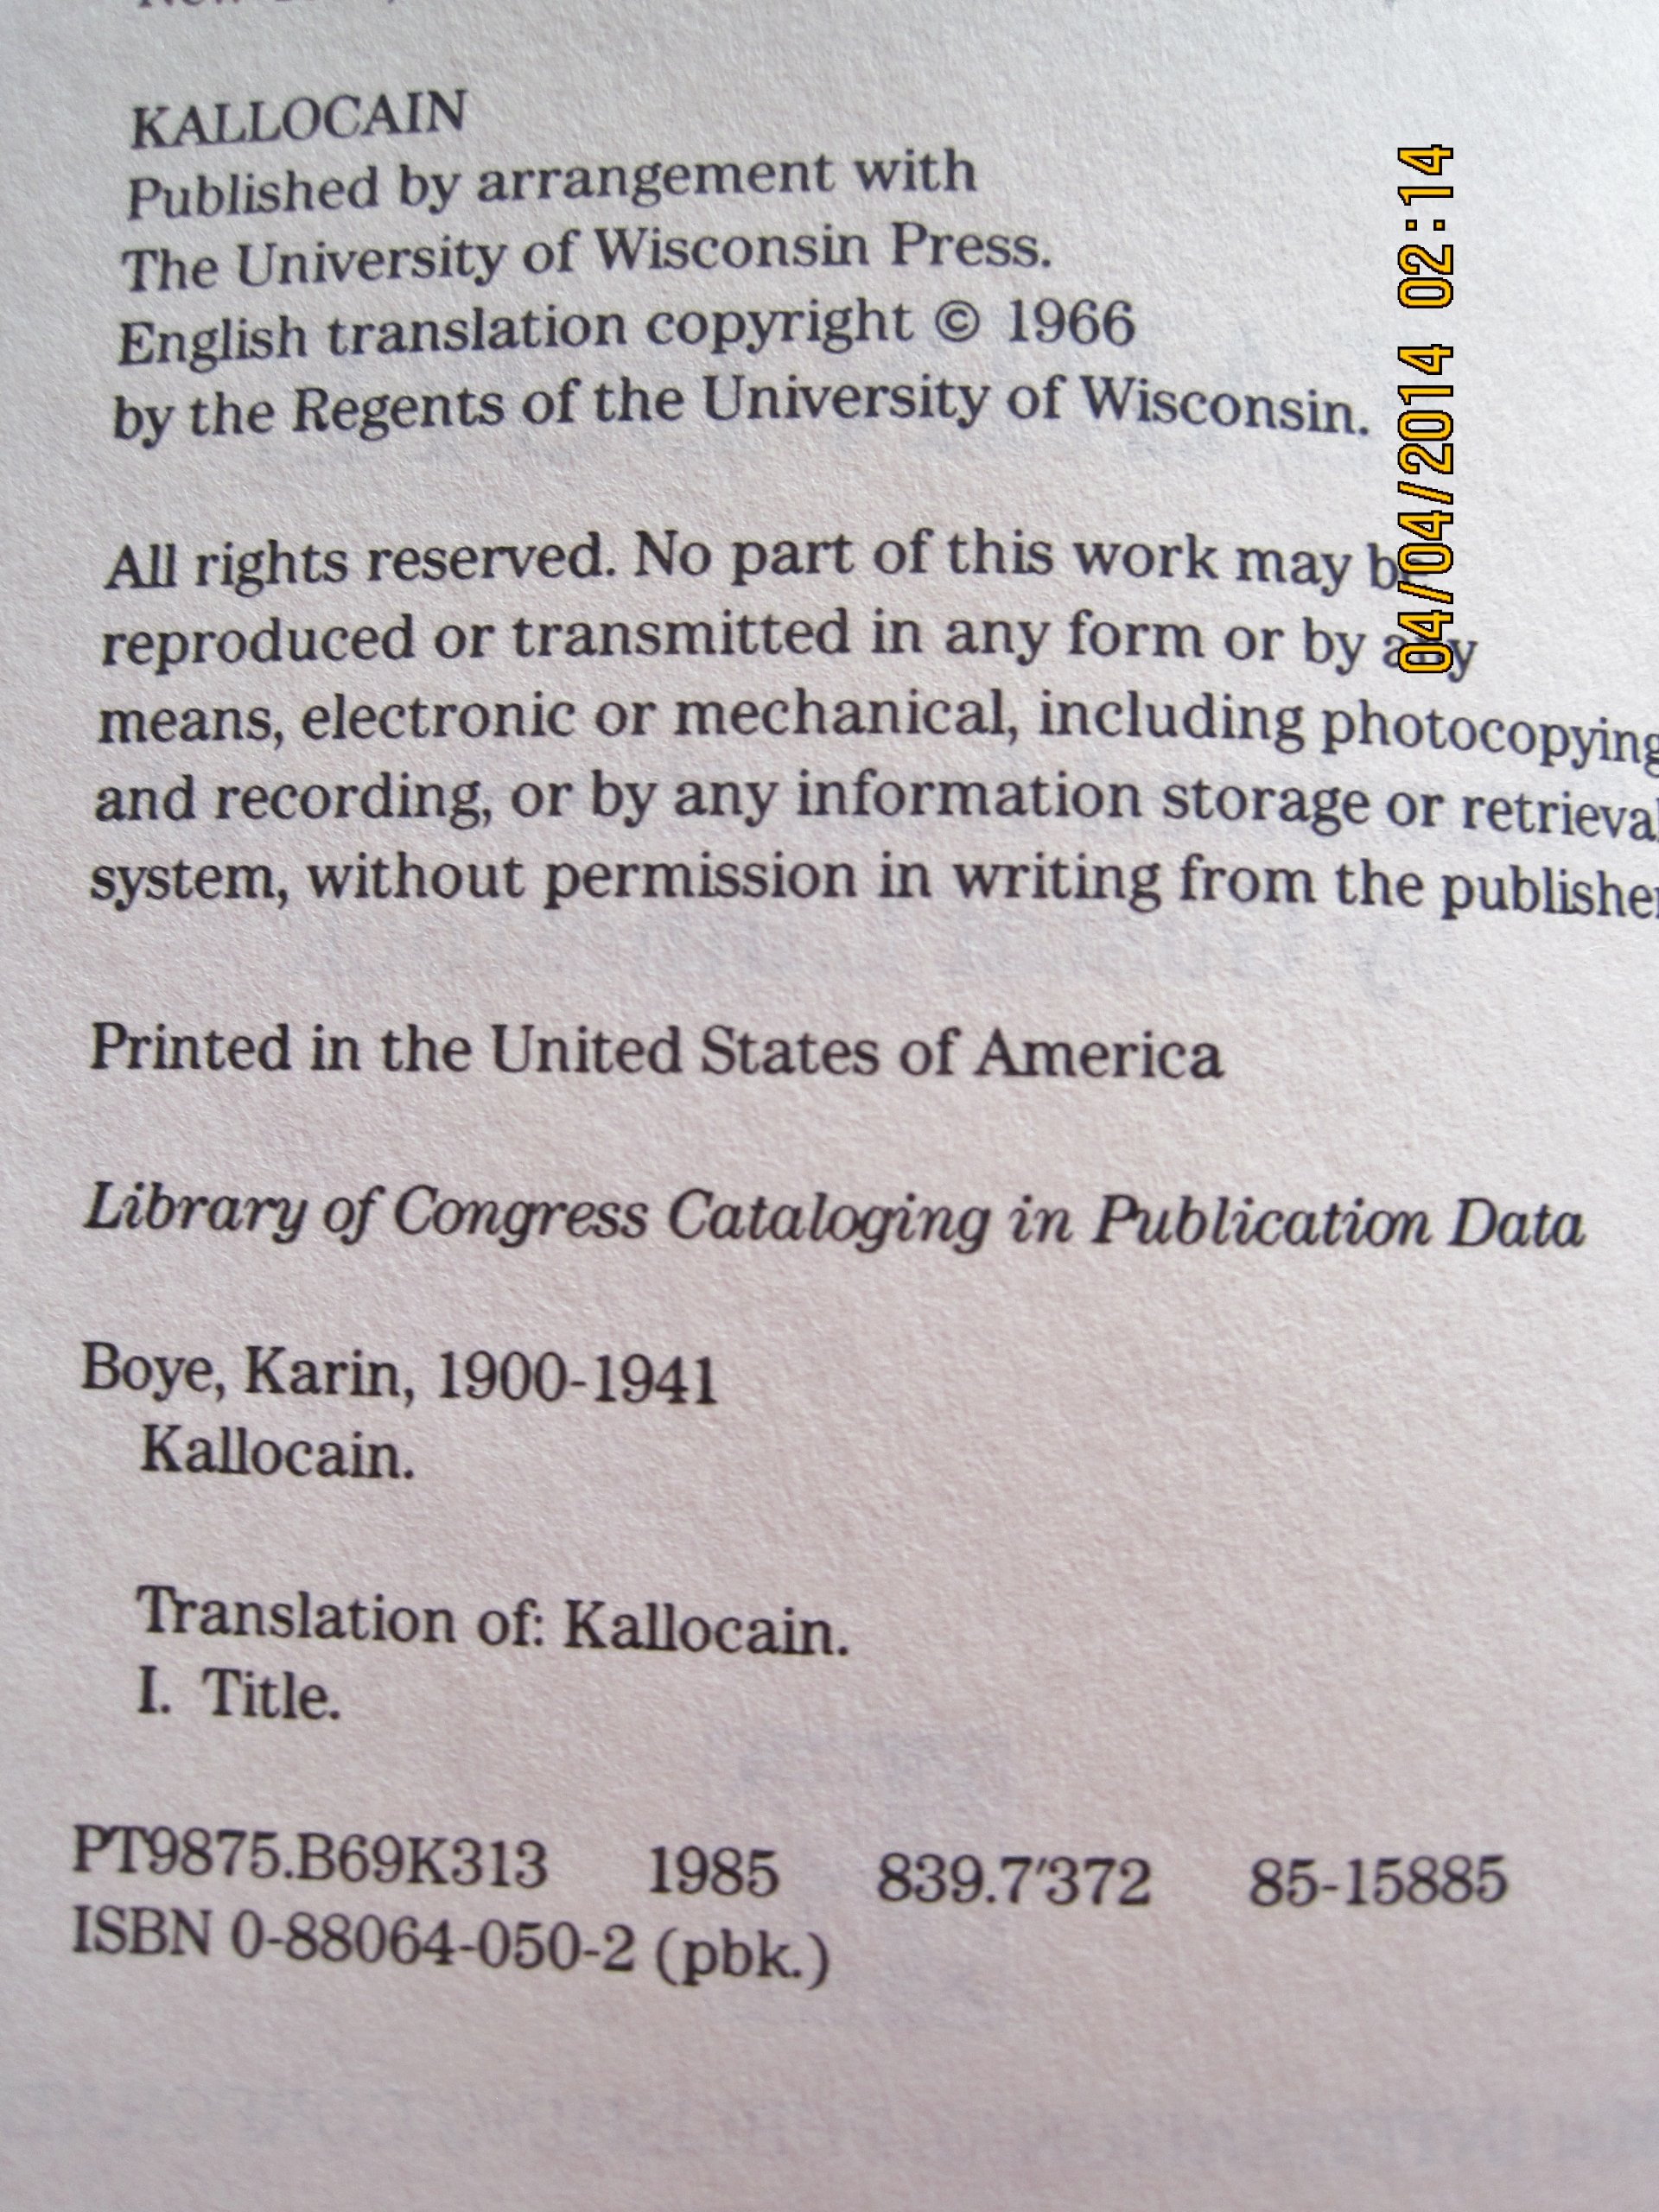 KALLOCAIN
Published by arrangement with
The University of Wisconsin Press.
English translation copyright © 1966
by the Regents of the University of Wisconsin.
All rights reserved. No part of this work may be
reproduced or transmitted in any form or by any
means, electronic or mechanical, including photocopying
and recording, or by any information storage or retrieval
system, without permission in writing from the publisher
Printed in the United States of America
Library of Congress Cataloging in Publication Data
Boye, Karin, 1900-1941
Kallocain.
Translation of: Kallocain.
I. Title.
PT9875.B69K313 1985 839.7'372 85-15885
ISBN 0-88064-050-2 (pbk.)
04/04/2014 02:14